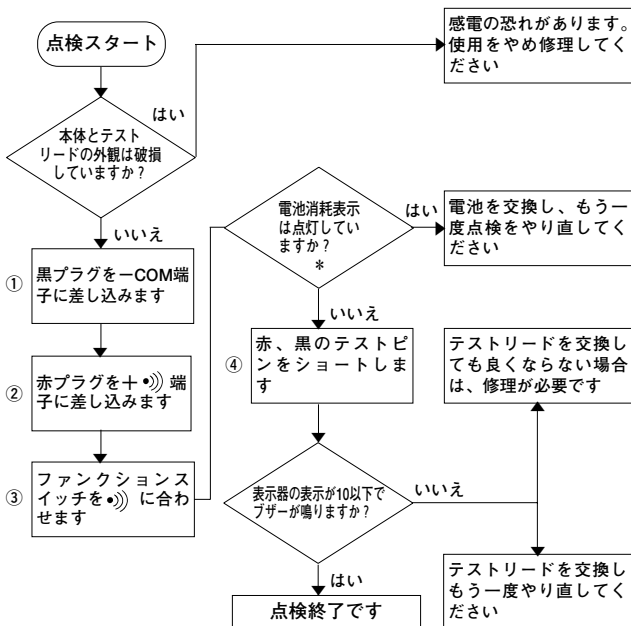 点検スタート
はい
本体とテスト
リードの外観は破損
していますか？
感電の恐れがあります。
使用をやめ修理してく
ださい
いいえ
①
黒プラグをーCOM端
子に差し込みます
②
赤プラグを＋•))) 端
子に差し込みます
③
ファンクションス
イッチを•))) に合わ
せます
電池消耗表示
は点灯してい
ますか？
*
はい
電池を交換し、もう一
度点検をやり直してく
ださい
いいえ
④
赤、黒のテストピ
ンをショートしま
す
表示器の表示が10以下で
ブザーが鳴りますか？
いいえ
テストリードを交換し
ても良くならない場合
は、修理が必要です
テストリードを交換し
もう一度やり直してく
ださい
はい
点検終了です